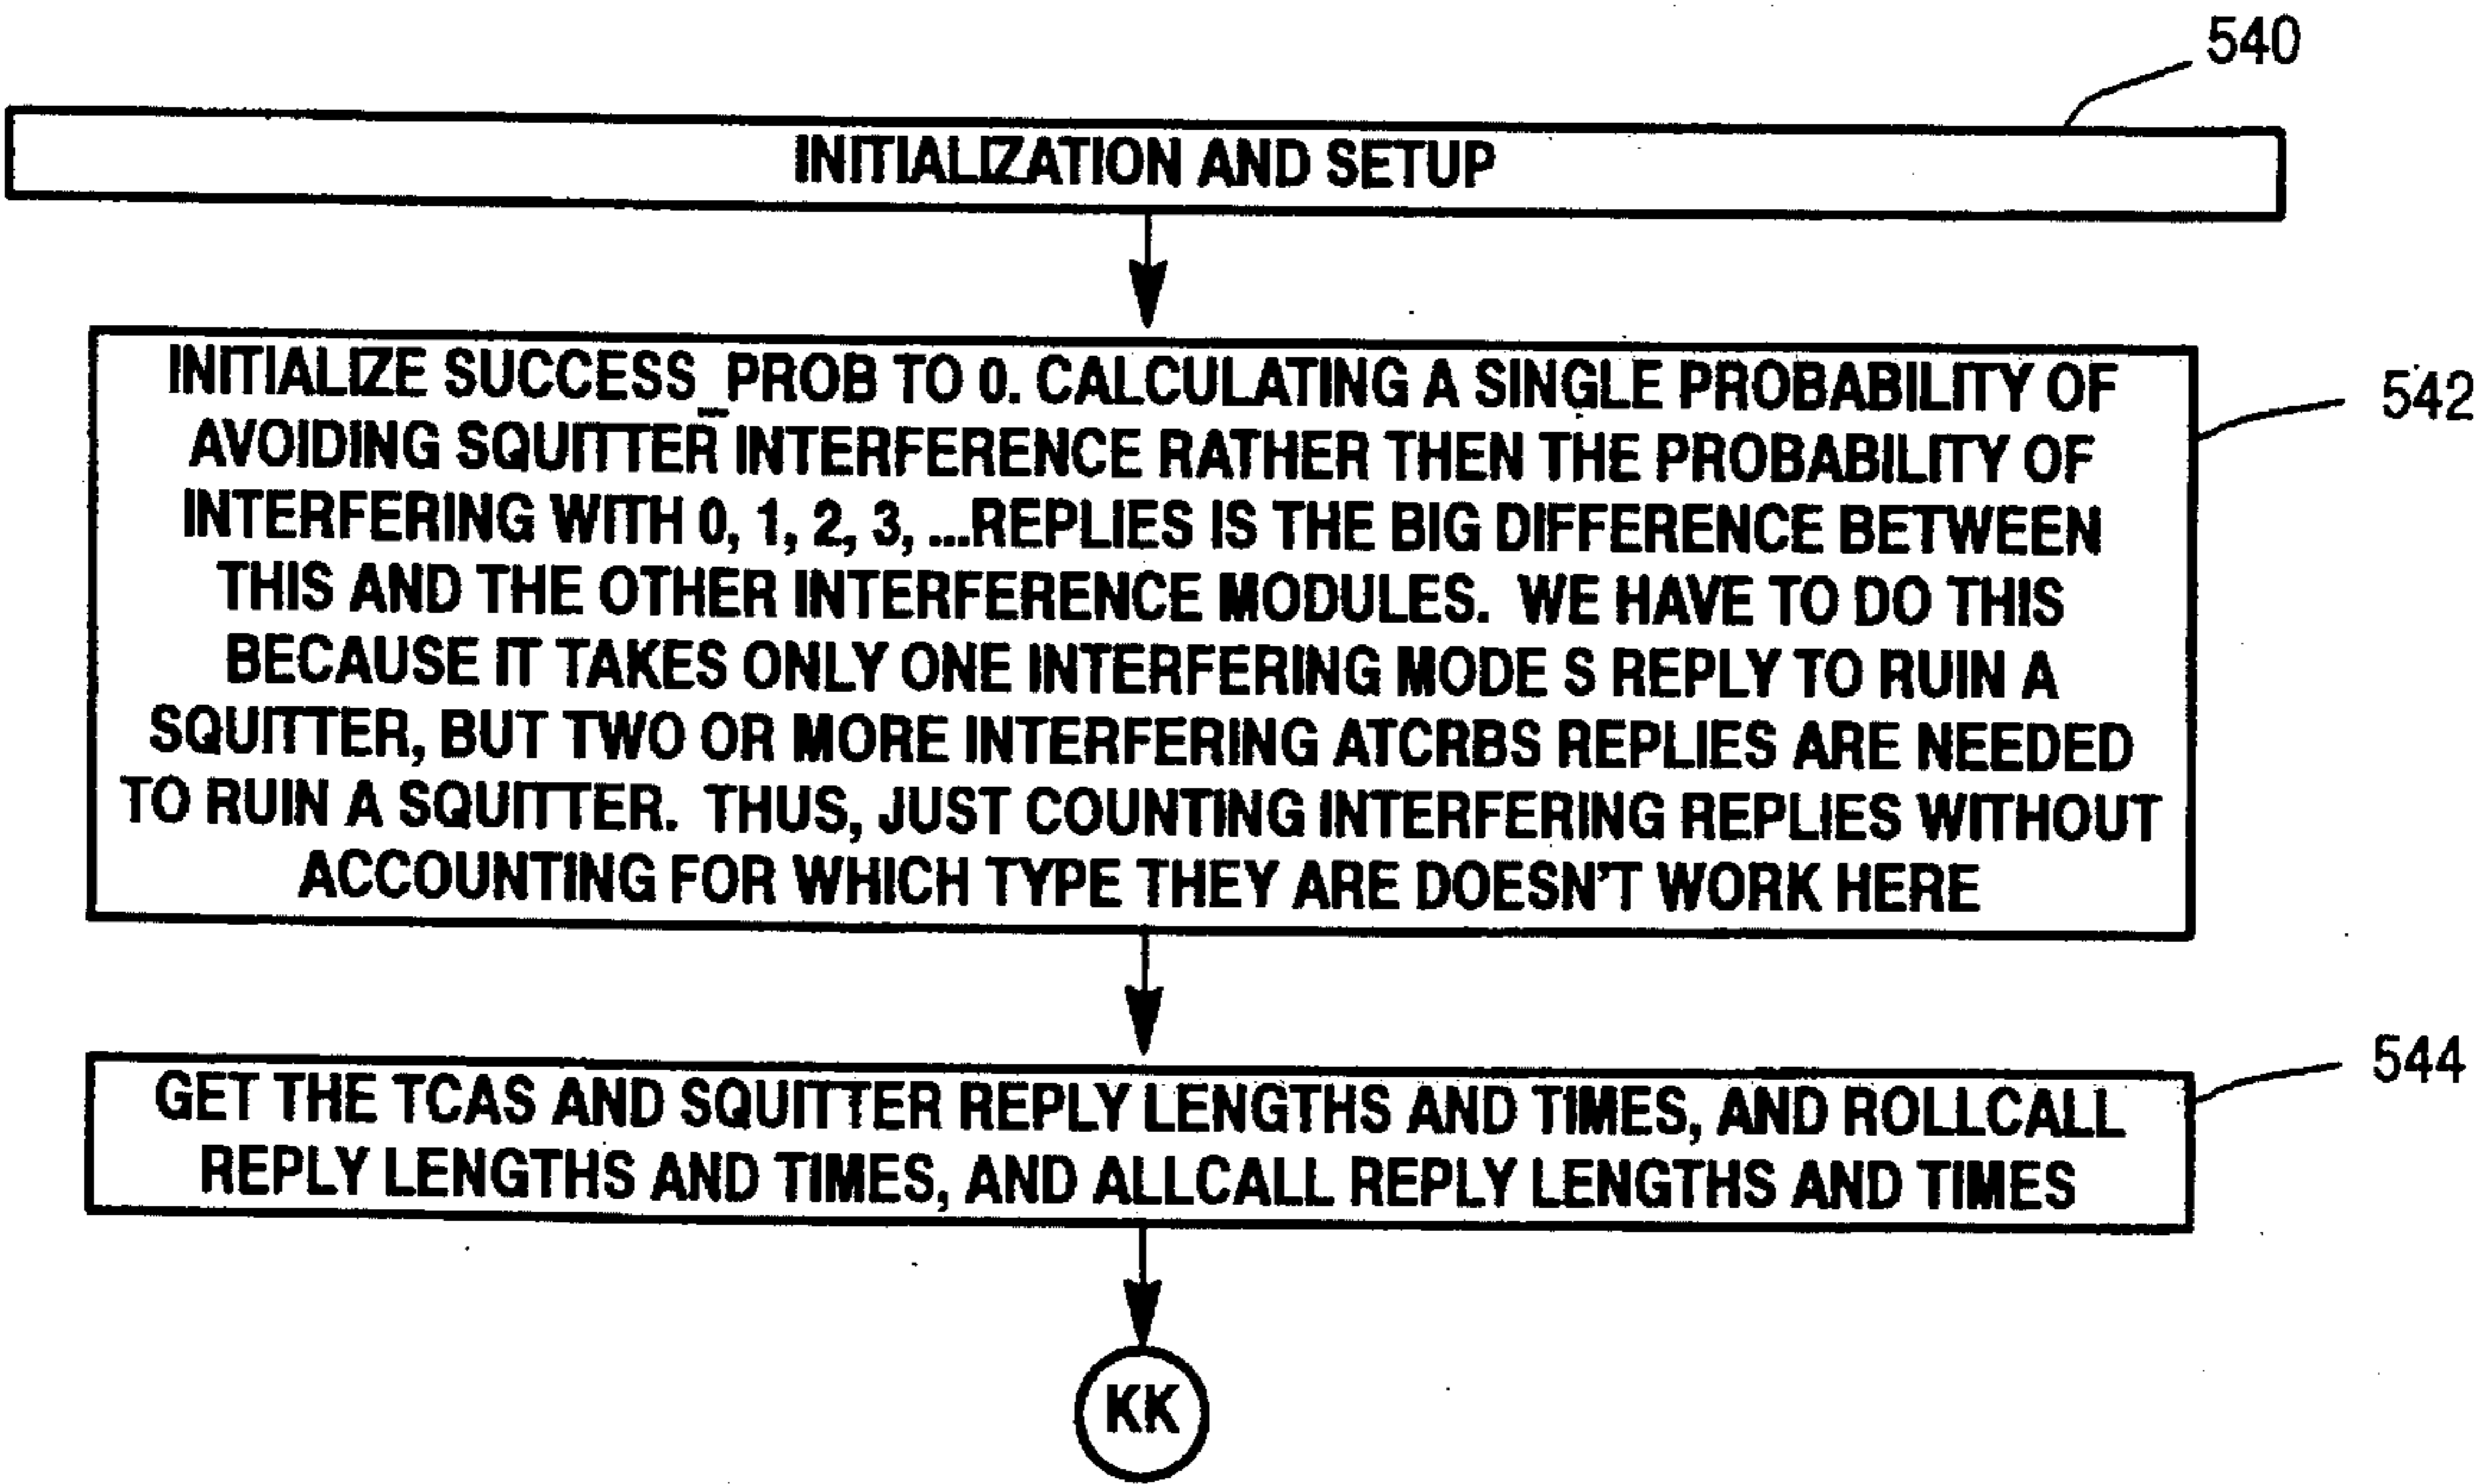 540
INITIALIZATION AND SETUP
INITIALIZE SUCCESS_PROB TO 0. CALCULATING A SINGLE PROBABILITY OF
AVOIDING SQUITTER INTERFERENCE RATHER THEN THE PROBABILITY OF
INTERFERING WITH 0, 1, 2, 3, ...REPLIES IS THE BIG DIFFERENCE BETWEEN
THIS AND THE OTHER INTERFERENCE MODULES. WE HAVE TO DO THIS
BECAUSE IT TAKES ONLY ONE INTERFERING MODE S REPLY TO RUIN A
SQUITTER, BUT TWO OR MORE INTERFERING ATCRBS REPLIES ARE NEEDED
TO RUIN A SQUITTER. THUS, JUST COUNTING INTERFERING REPLIES WITHOUT
ACCOUNTING FOR WHICH TYPE THEY ARE DOESN'T WORK HERE
542
GET THE TCAS AND SQUITTER REPLY LENGTHS AND TIMES, AND ROLLCALL
REPLY LENGTHS AND TIMES, AND ALLCALL REPLY LENGTHS AND TIMES
544
KK